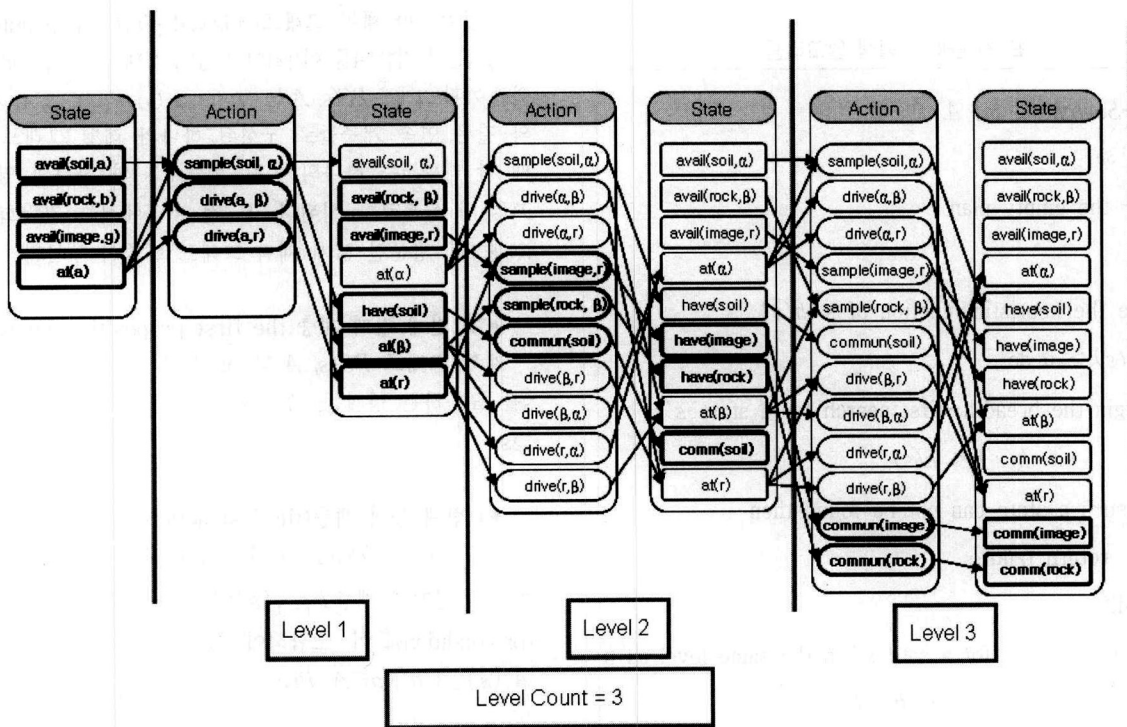 State
avail(soil,a)
avail(rock,b)
avail(image,g)
at(a)
Action
sample(soil, α)
drive(a, β)
drive(a,r)
State
avail(soil, α)
avail(rock, β)
avail(image,r)
at(α)
have(soil)
at(β)
at(r)
Action
sample(soil,α)
drive(α,β)
drive(α,r)
sample(image,r)
sample(rock, β)
commun(soil)
drive(β,r)
drive(β,α)
drive(r,α)
drive(r,β)
State
avail(soil,α)
avail(rock,β)
avail(image,r)
at(α)
have(soil)
have(image)
have(rock)
at(β)
comm(soil)
at(r)
Action
sample(soil,α)
drive(α,β)
drive(α,r)
sample(image,r)
sample(rock, β)
commun(soil)
drive(β,r)
drive(β,α)
drive(r,α)
drive(r,β)
commun(image)
commun(rock)
State
avail(soil,α)
avail(rock,β)
avail(image,r)
at(α)
have(soil)
have(image)
have(rock)
at(β)
comm(soil)
at(r)
comm(image)
comm(rock)
Level 1
Level 2
Level 3
Level Count = 3